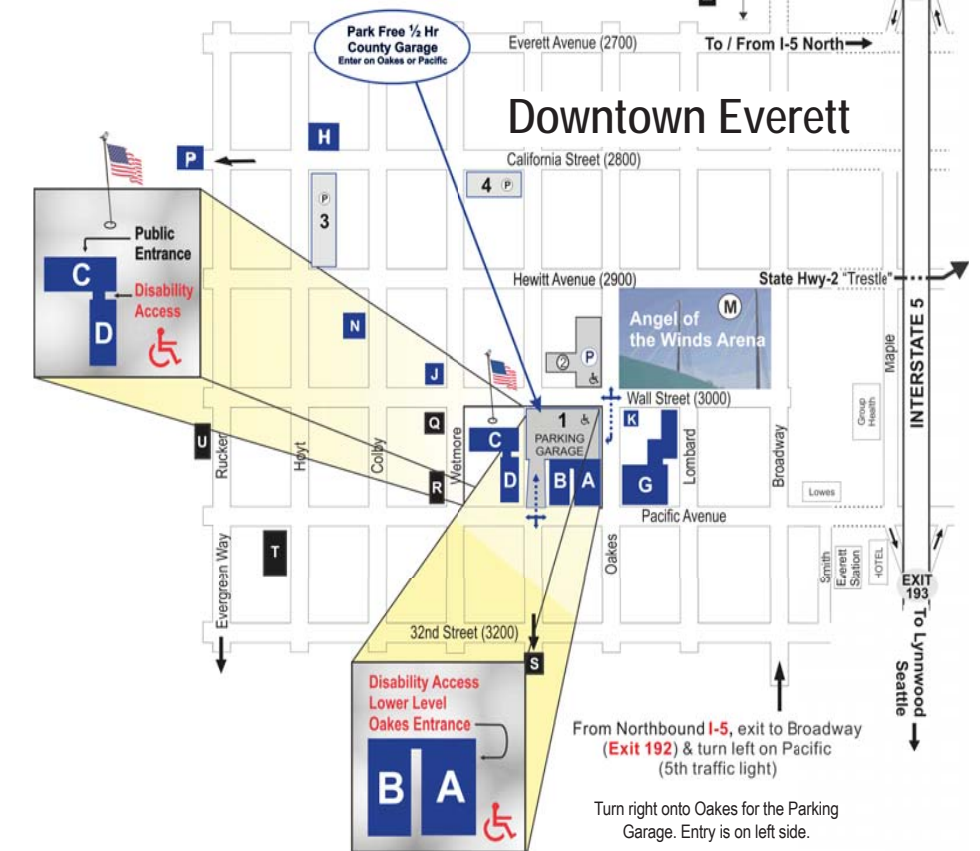 Park Free ½ Hr
County Garage
Enter on Oakes or Pacific
Everett Avenue (2700)
To / From I-5 North
Downtown Everett
H
P
California Street (2800)
P
3
4 P
Public
Entrance
C
Disability
Access
D
Hewitt Avenue (2900)
State Hwy-2 "Trestle"
M
Angel of
the Winds Arena
N
2 P
J
Wall Street (3000)
INTERSTATE 5
Maple
Group
Health
1
PARKING
GARAGE
K
Q
C
U
Rucker
Hoyt
Colby
Wetmore
R
D
B A
G
Lombard
Broadway
Lowes
Pacific Avenue
T
Evergreen Way
Oakes
Smith
Everett
Station
HOTEL
EXIT
193
32nd Street (3200)
S
To Lynnwood
Seattle
Disability Access
Lower Level
Oakes Entrance
B A
From Northbound I-5, exit to Broadway
(Exit 192) & turn left on Pacific
(5th traffic light)
Turn right onto Oakes for the Parking
Garage. Entry is on left side.